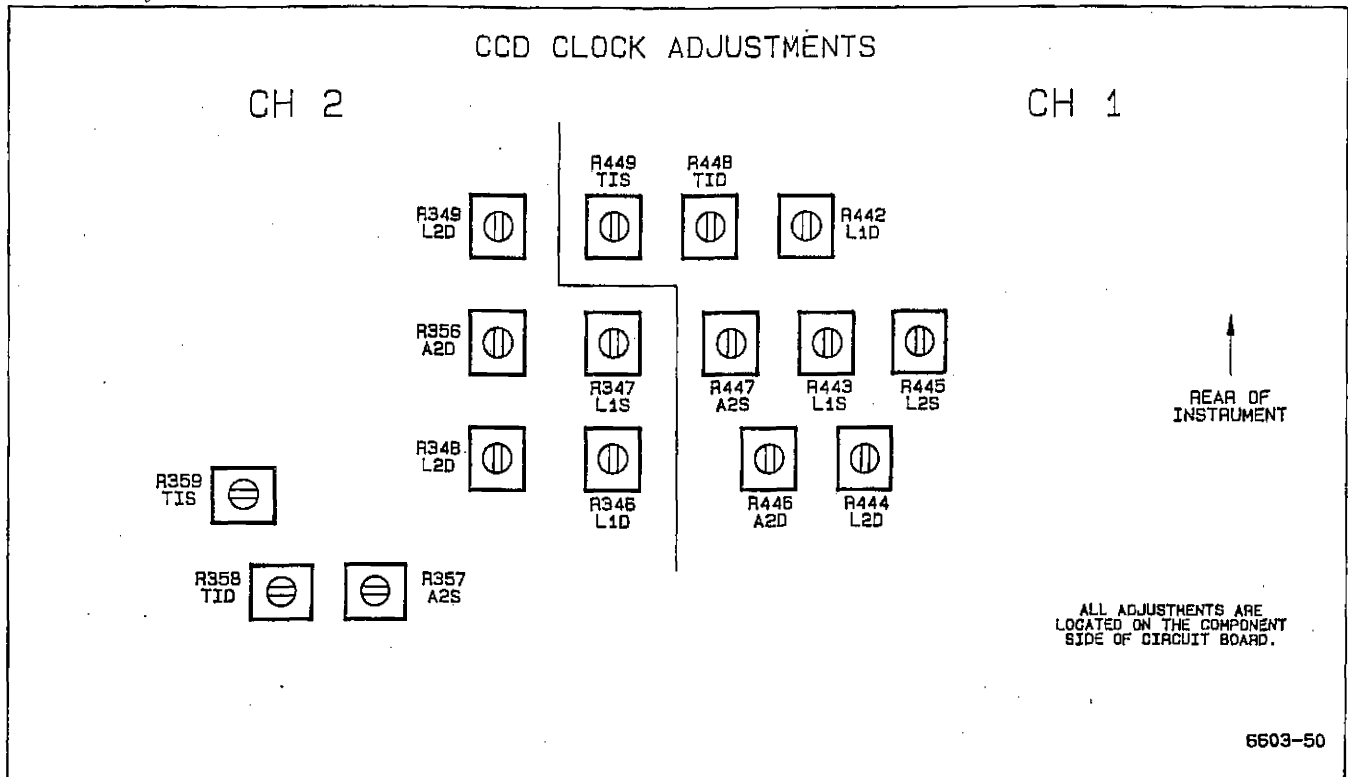 CCD CLOCK ADJUSTMENTS
CH 2
CH 1
R449
TIS
R448
TID
R349
L2D
R442
L1D
R356
A2D
R347
L1S
R447
A2S
R443
L1S
R445
L2S
REAR OF
INSTRUMENT
R348
L2D
R346
L1D
R446
A2D
R444
L2D
R359
TIS
R358
TID
R357
A2S
ALL ADJUSTMENTS ARE
LOCATED ON THE COMPONENT
SIDE OF CIRCUIT BOARD.
6603-50